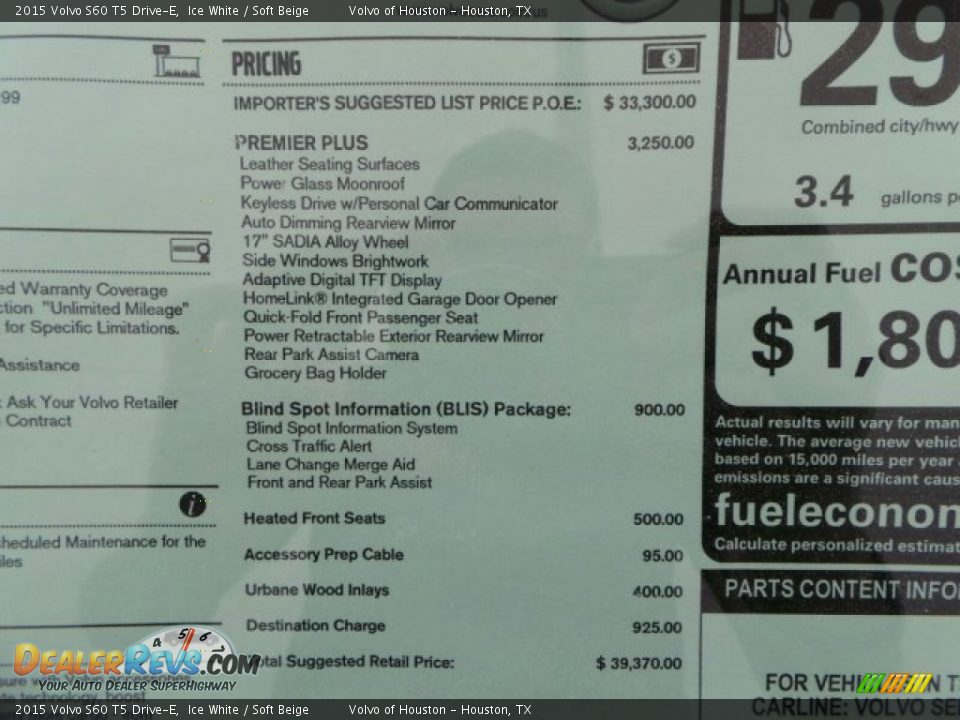 2015 Volvo S60 T5 Drive-E, Ice White / Soft Beige Volvo of Houston - Houston, TX
99
ed Warranty Coverage
ction "Unlimited Mileage"
for Specific Limitations.
Assistance
: Ask Your Volvo Retailer
Contract
i
heduled Maintenance for the
iles
PRICING
$
IMPORTER'S SUGGESTED LIST PRICE P.O.E.: $ 33,300.00
PREMIER PLUS 3,250.00
Leather Seating Surfaces
Power Glass Moonroof
Keyless Drive w/Personal Car Communicator
Auto Dimming Rearview Mirror
17" SADIA Alloy Wheel
Side Windows Brightwork
Adaptive Digital TFT Display
HomeLink® Integrated Garage Door Opener
Quick-Fold Front Passenger Seat
Power Retractable Exterior Rearview Mirror
Rear Park Assist Camera
Grocery Bag Holder
Blind Spot Information (BLIS) Package: 900.00
Blind Spot Information System
Cross Traffic Alert
Lane Change Merge Aid
Front and Rear Park Assist
Heated Front Seats 500.00
Accessory Prep Cable 95.00
Urbane Wood Inlays 400.00
Destination Charge 925.00
otal Suggested Retail Price: $ 39,370.00
29
Combined city/hwy
3.4 gallons pe
Annual Fuel cos
$ 1,80
Actual results will vary for man
vehicle. The average new vehicl
based on 15,000 miles per year
emissions are a significant caus
fueleconom
Calculate personalized estimat
PARTS CONTENT INFO
FOR VEH N T
CARLINE: VOLVO SE
4 5 6 7
DEALERREVS.COM
YOUR AUTO DEALER SUPERHIGHWAY
2015 Volvo S60 T5 Drive-E, Ice White / Soft Beige Volvo of Houston - Houston, TX